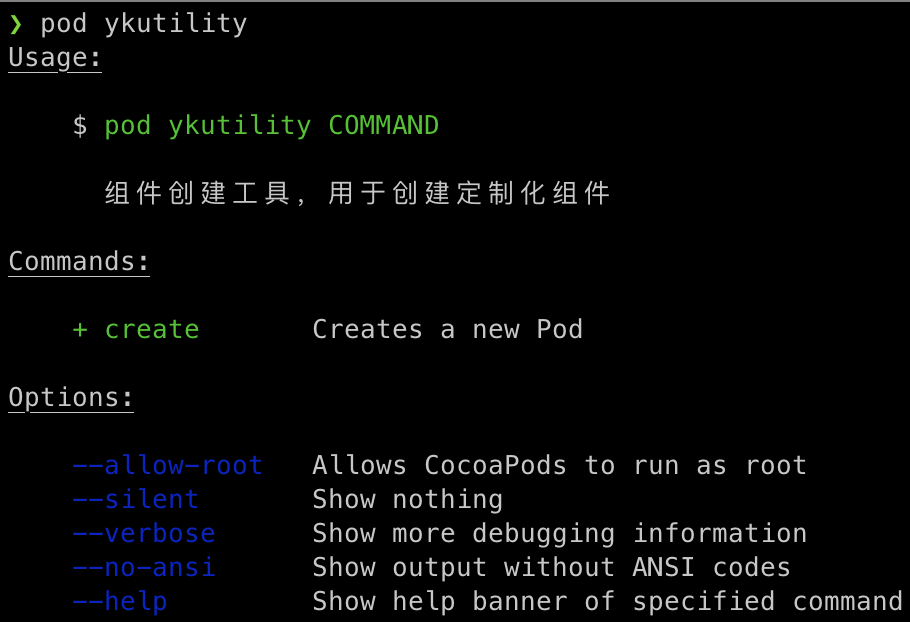 ❯ pod ykutility
Usage:
$ pod ykutility COMMAND
组件创建工具，用于创建定制化组件
Commands:
+ create Creates a new Pod
Options:
--allow-root Allows CocoaPods to run as root
--silent Show nothing
--verbose Show more debugging information
--no-ansi Show output without ANSI codes
--help Show help banner of specified command